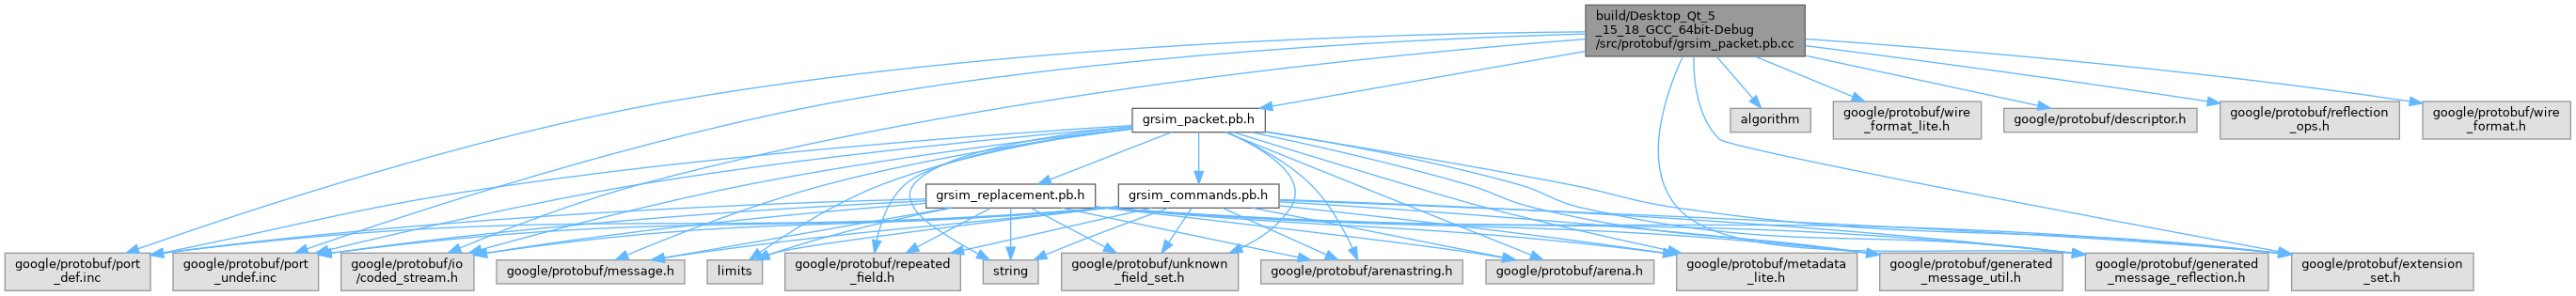 build/Desktop_Qt_5
_15_18_GCC_64bit-Debug
/src/protobuf/grsim_packet.pb.cc
grsim_packet.pb.h
algorithm
google/protobuf/wire
_format_lite.h
google/protobuf/descriptor.h
google/protobuf/reflection
_ops.h
google/protobuf/wire
_format.h
grsim_replacement.pb.h
grsim_commands.pb.h
google/protobuf/port
_def.inc
google/protobuf/port
_undef.inc
google/protobuf/io
/coded_stream.h
google/protobuf/message.h
limits
google/protobuf/repeated
_field.h
string
google/protobuf/unknown
_field_set.h
google/protobuf/arenastring.h
google/protobuf/arena.h
google/protobuf/metadata
_lite.h
google/protobuf/generated
_message_util.h
google/protobuf/generated
_message_reflection.h
google/protobuf/extension
_set.h